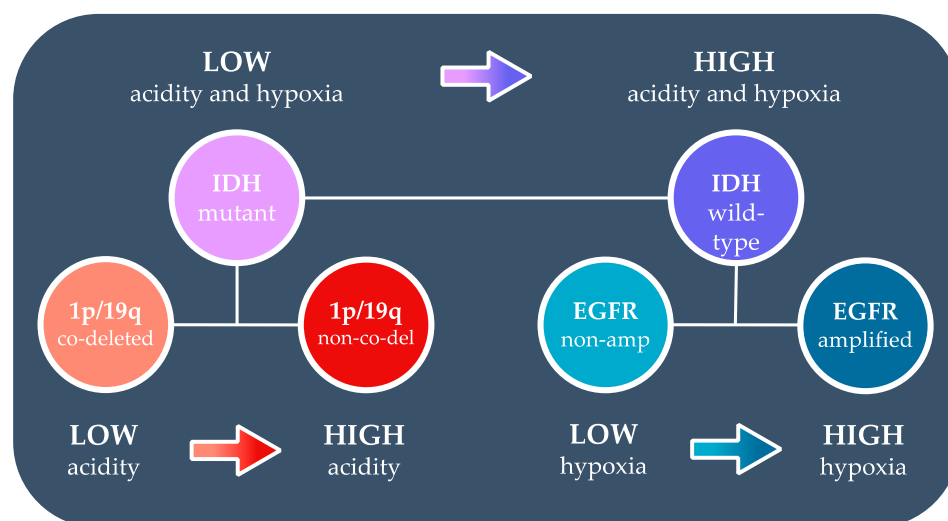 LOW
acidity and hypoxia
HIGH
acidity and hypoxia
IDH
mutant
IDH
wild-
type
1p/19q
co-deleted
1p/19q
non-co-del
EGFR
non-amp
EGFR
amplified
LOW
acidity
HIGH
acidity
LOW
hypoxia
HIGH
hypoxia